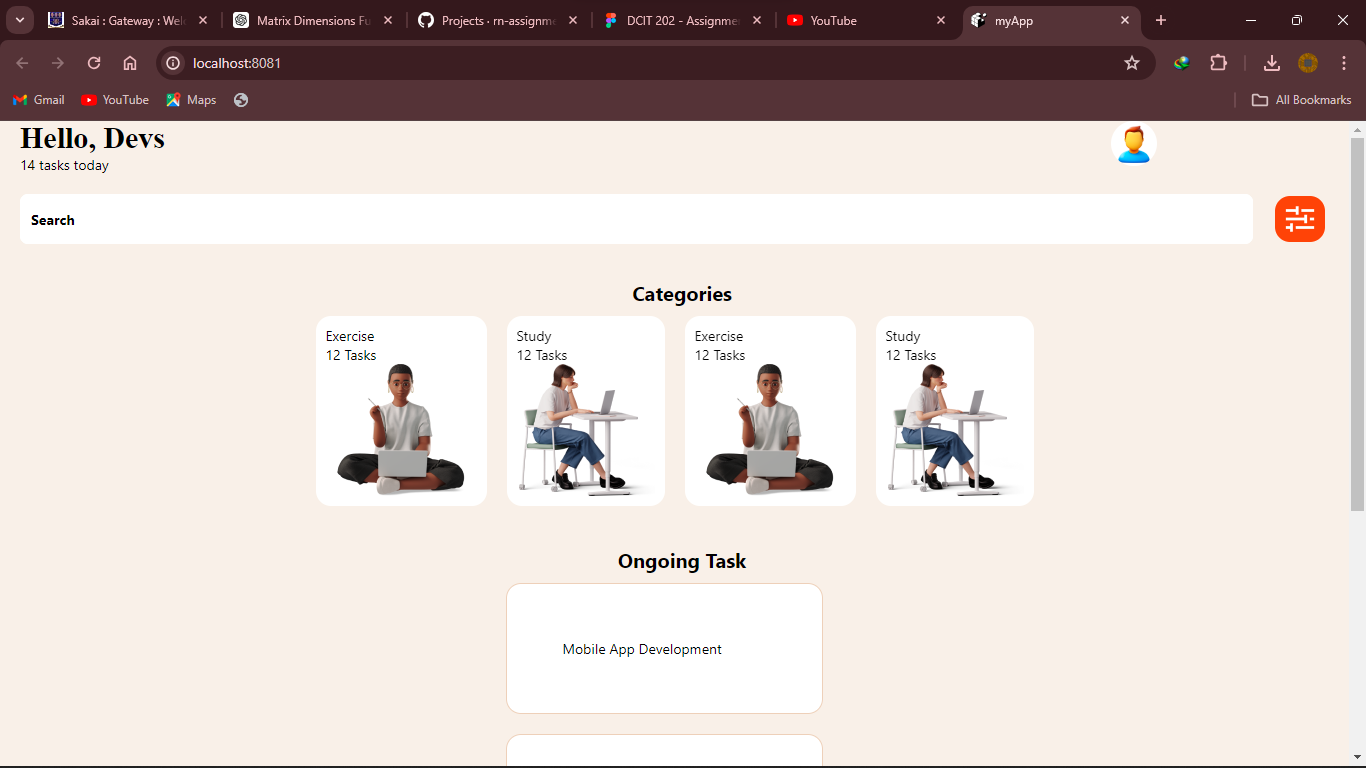 Sakai : Gateway : Wel
Matrix Dimensions Fu
Projects · rn-assignme
DCIT 202 - Assignmen
YouTube
myApp
localhost:8081
Gmail
YouTube
Maps
All Bookmarks
Hello, Devs
14 tasks today
Search
Categories
Exercise
12 Tasks
Study
12 Tasks
Exercise
12 Tasks
Study
12 Tasks
Ongoing Task
Mobile App Development